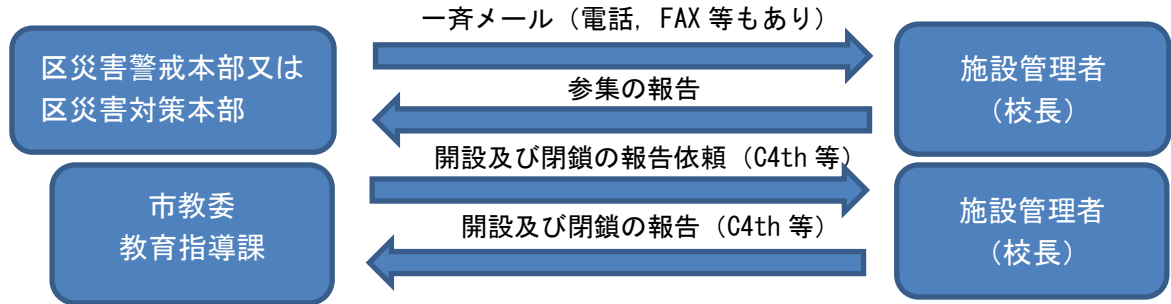 一斉メール（電話，FAX 等もあり）
区災害警戒本部又は
区災害対策本部
施設管理者
（校長）
参集の報告
開設及び閉鎖の報告依頼（C4th 等）
市教委
教育指導課
施設管理者
（校長）
開設及び閉鎖の報告（C4th 等）